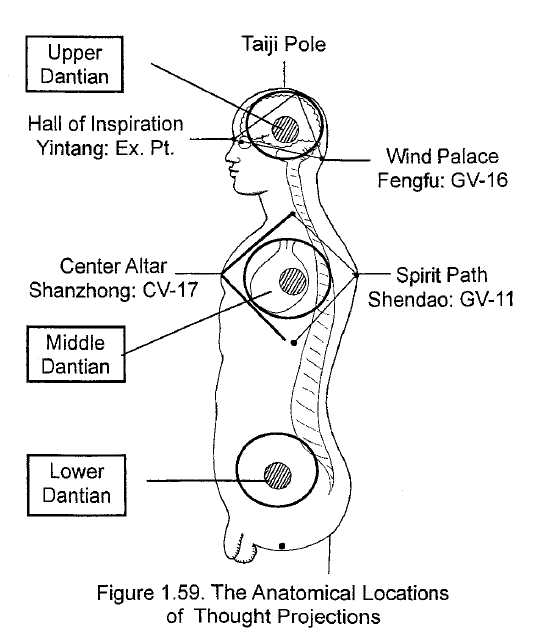 Taiji Pole
Upper
Dantian
Hall of Inspiration
Yintang: Ex. Pt.
Wind Palace
Fengfu: GV-16
Center Altar
Shanzhong: CV-17
Spirit Path
Shendao: GV-11
Middle
Dantian
Lower
Dantian
Figure 1.59. The Anatomical Locations
of Thought Projections